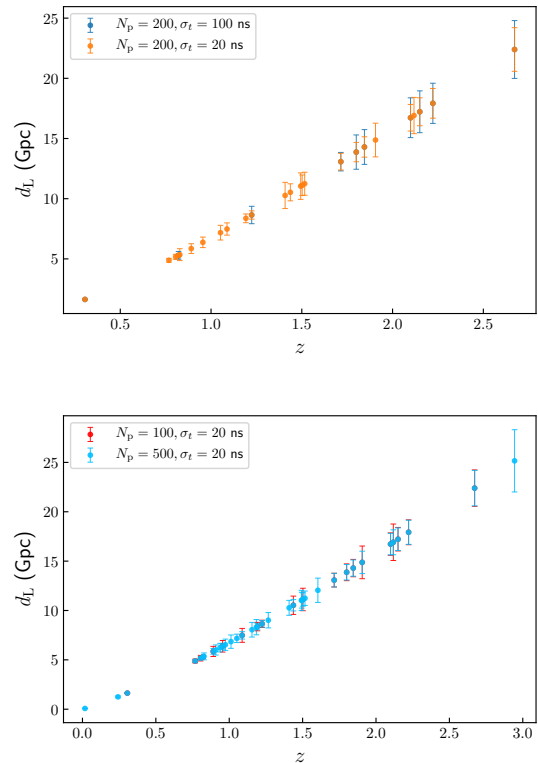 N_p = 200, σ_t = 100 ns
N_p = 200, σ_t = 20 ns
25
20
15
10
5
d_L (Gpc)
0.5 1.0 1.5 2.0 2.5
z
N_p = 100, σ_t = 20 ns
N_p = 500, σ_t = 20 ns
25
20
15
10
5
0
d_L (Gpc)
0.0 0.5 1.0 1.5 2.0 2.5 3.0
z